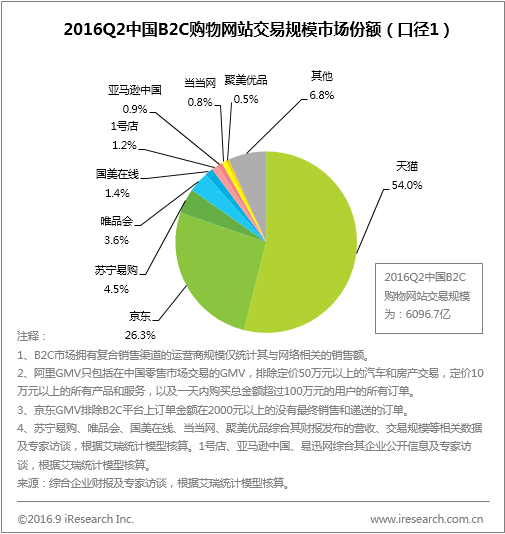 2016Q2中国B2C购物网站交易规模市场份额（口径1）
亚马逊中国
0.9%
当当网
0.8%
聚美优品
0.5%
其他
6.8%
1号店
1.2%
国美在线
1.4%
唯品会
3.6%
苏宁易购
4.5%
京东
26.3%
天猫
54.0%
2016Q2中国B2C
购物网站交易规模
为：6096.7亿
注释：
1、B2C市场拥有复合销售渠道的运营商规模仅统计其与网络相关的销售额。
2、阿里GMV只包括在中国零售市场交易的GMV，排除定价50万元以上的汽车和房产交易，定价10
万元以上的所有产品和服务，以及一天内购买总金额超过100万元的用户的所有订单。
3、京东GMV排除B2C平台上订单金额在2000元以上的没有最终销售和递送的订单。
4、苏宁易购、唯品会、国美在线、当当网、聚美优品综合其财报发布的营收、交易规模等相关数据
及专家访谈，根据艾瑞统计模型核算。1号店、亚马逊中国、易迅网综合其企业公开信息及专家访
谈，根据艾瑞统计模型核算。
来源：综合企业财报及专家访谈，根据艾瑞统计模型核算。
©2016.9 iResearch Inc.
www.iresearch.com.cn